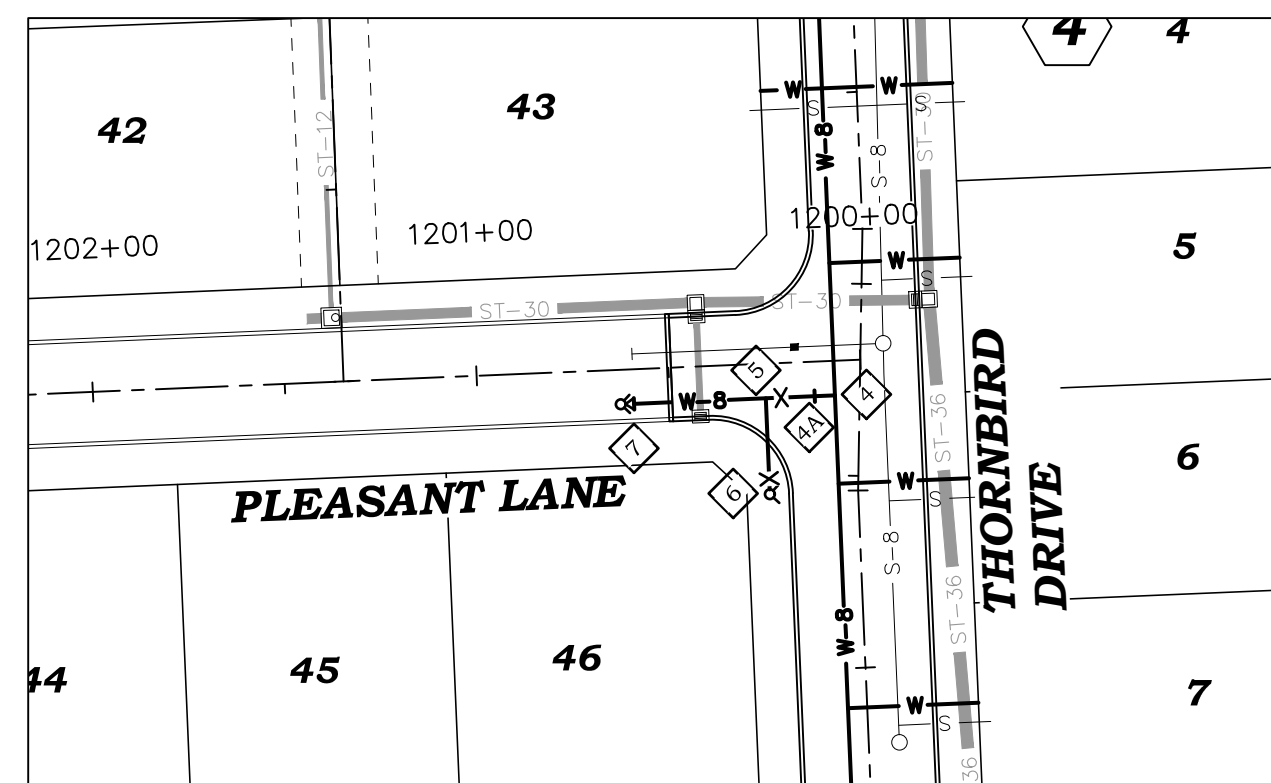 4
4
42
43
ST-12
W
W
S
S
W-8
S-8
ST-30
1202+00
1201+00
1200+00
5
W
S
ST-30
ST-30
5
4
W-8
4A
7
6
ST-36
THORNBIRD
DRIVE
6
W
S
PLEASANT LANE
S-8
ST-36
W-8
44
45
46
7
W
S
36